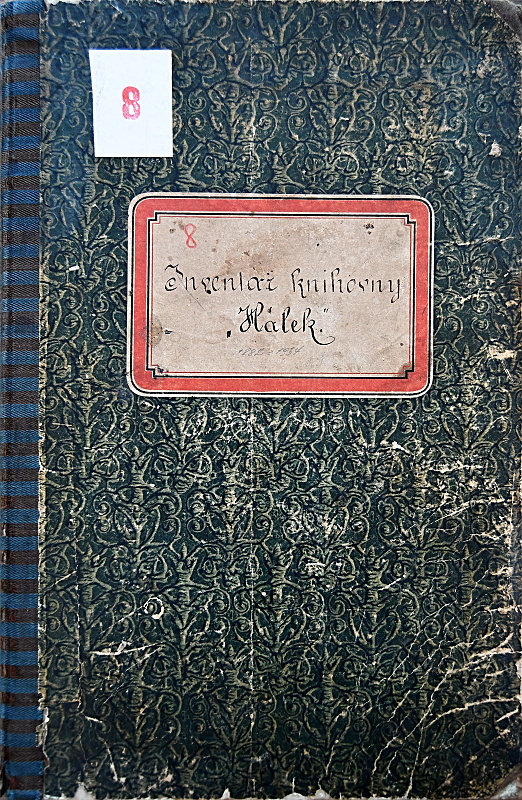 8
8
Inventář knihovny
„Hálek.“